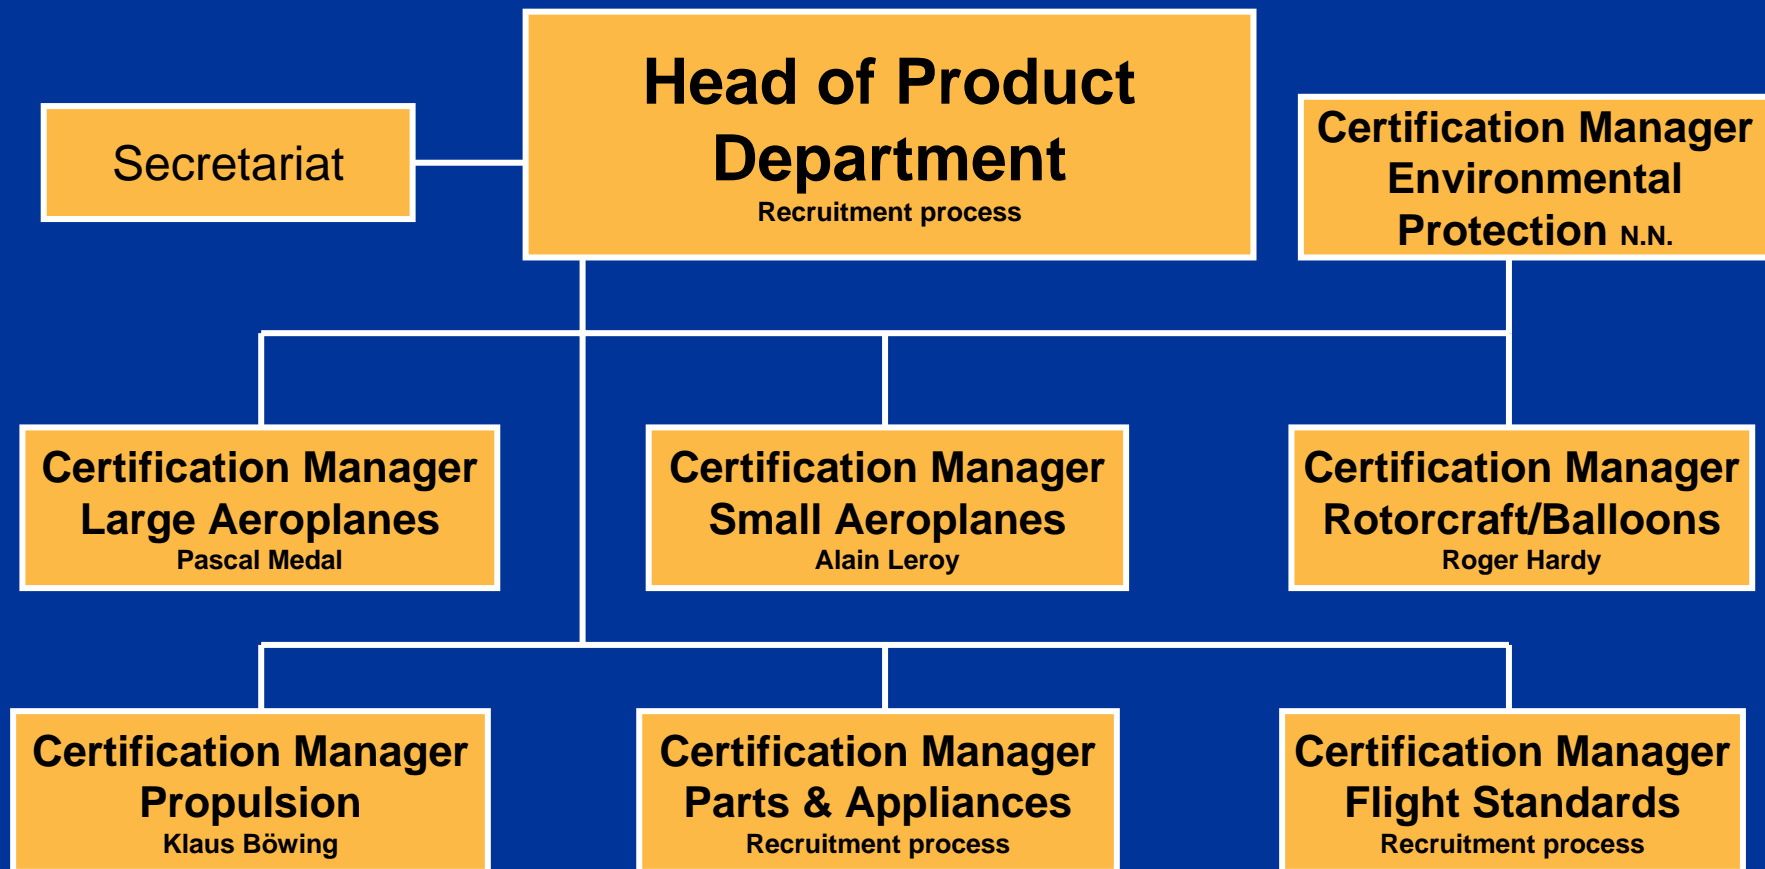 Head of Product
Department
Recruitment process
Secretariat
Certification Manager
Environmental
Protection N.N.
Certification Manager
Large Aeroplanes
Pascal Medal
Certification Manager
Small Aeroplanes
Alain Leroy
Certification Manager
Rotorcraft/Balloons
Roger Hardy
Certification Manager
Propulsion
Klaus Böwing
Certification Manager
Parts & Appliances
Recruitment process
Certification Manager
Flight Standards
Recruitment process